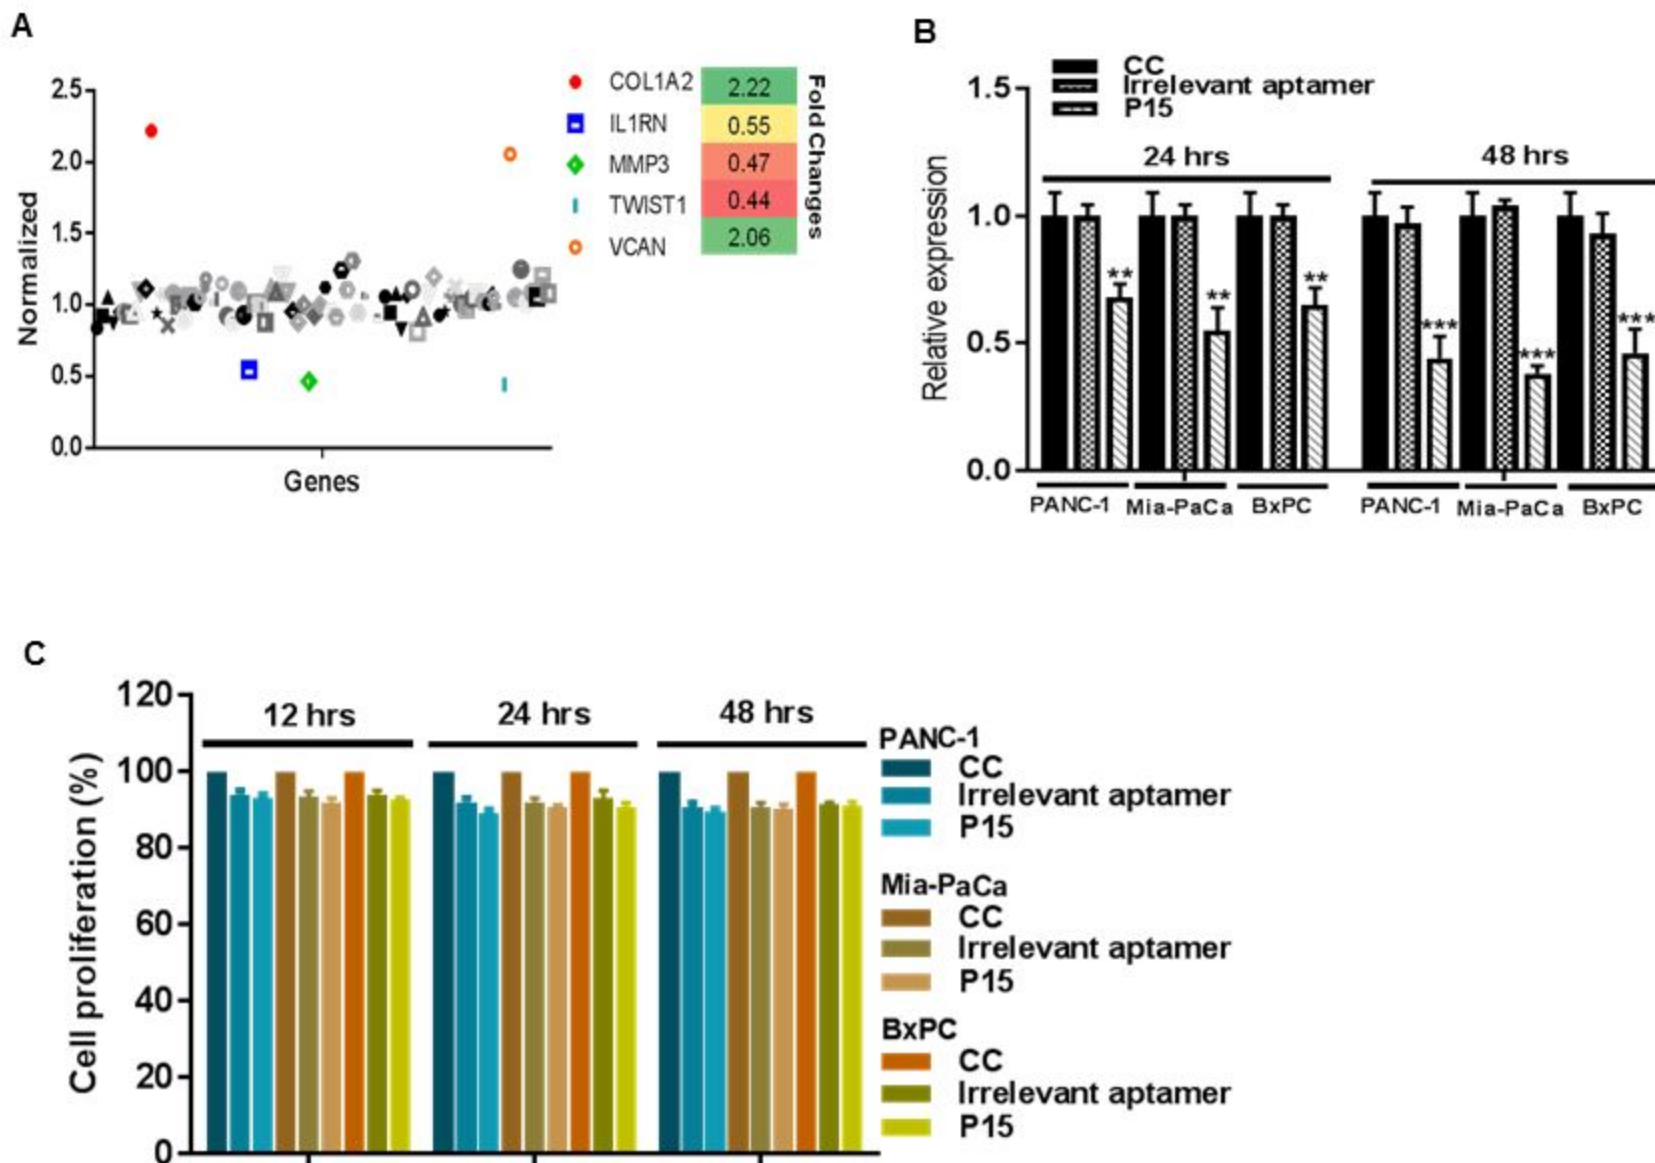 A
Normalized
2.5
2.0
1.5
1.0
0.5
0.0
Genes
COL1A2
IL1RN
MMP3
TWIST1
VCAN
2.22
0.55
0.47
0.44
2.06
Fold Changes
B
CC
Irrelevant aptamer
P15
Relative expression
1.5
1.0
0.5
0.0
24 hrs
48 hrs
** ** ** *** *** ***
PANC-1 Mia-PaCa BxPC PANC-1 Mia-PaCa BxPC
C
Cell proliferation (%)
120
100
80
60
40
20
0
12 hrs 24 hrs 48 hrs
PANC-1
CC
Irrelevant aptamer
P15
Mia-PaCa
CC
Irrelevant aptamer
P15
BxPC
CC
Irrelevant aptamer
P15